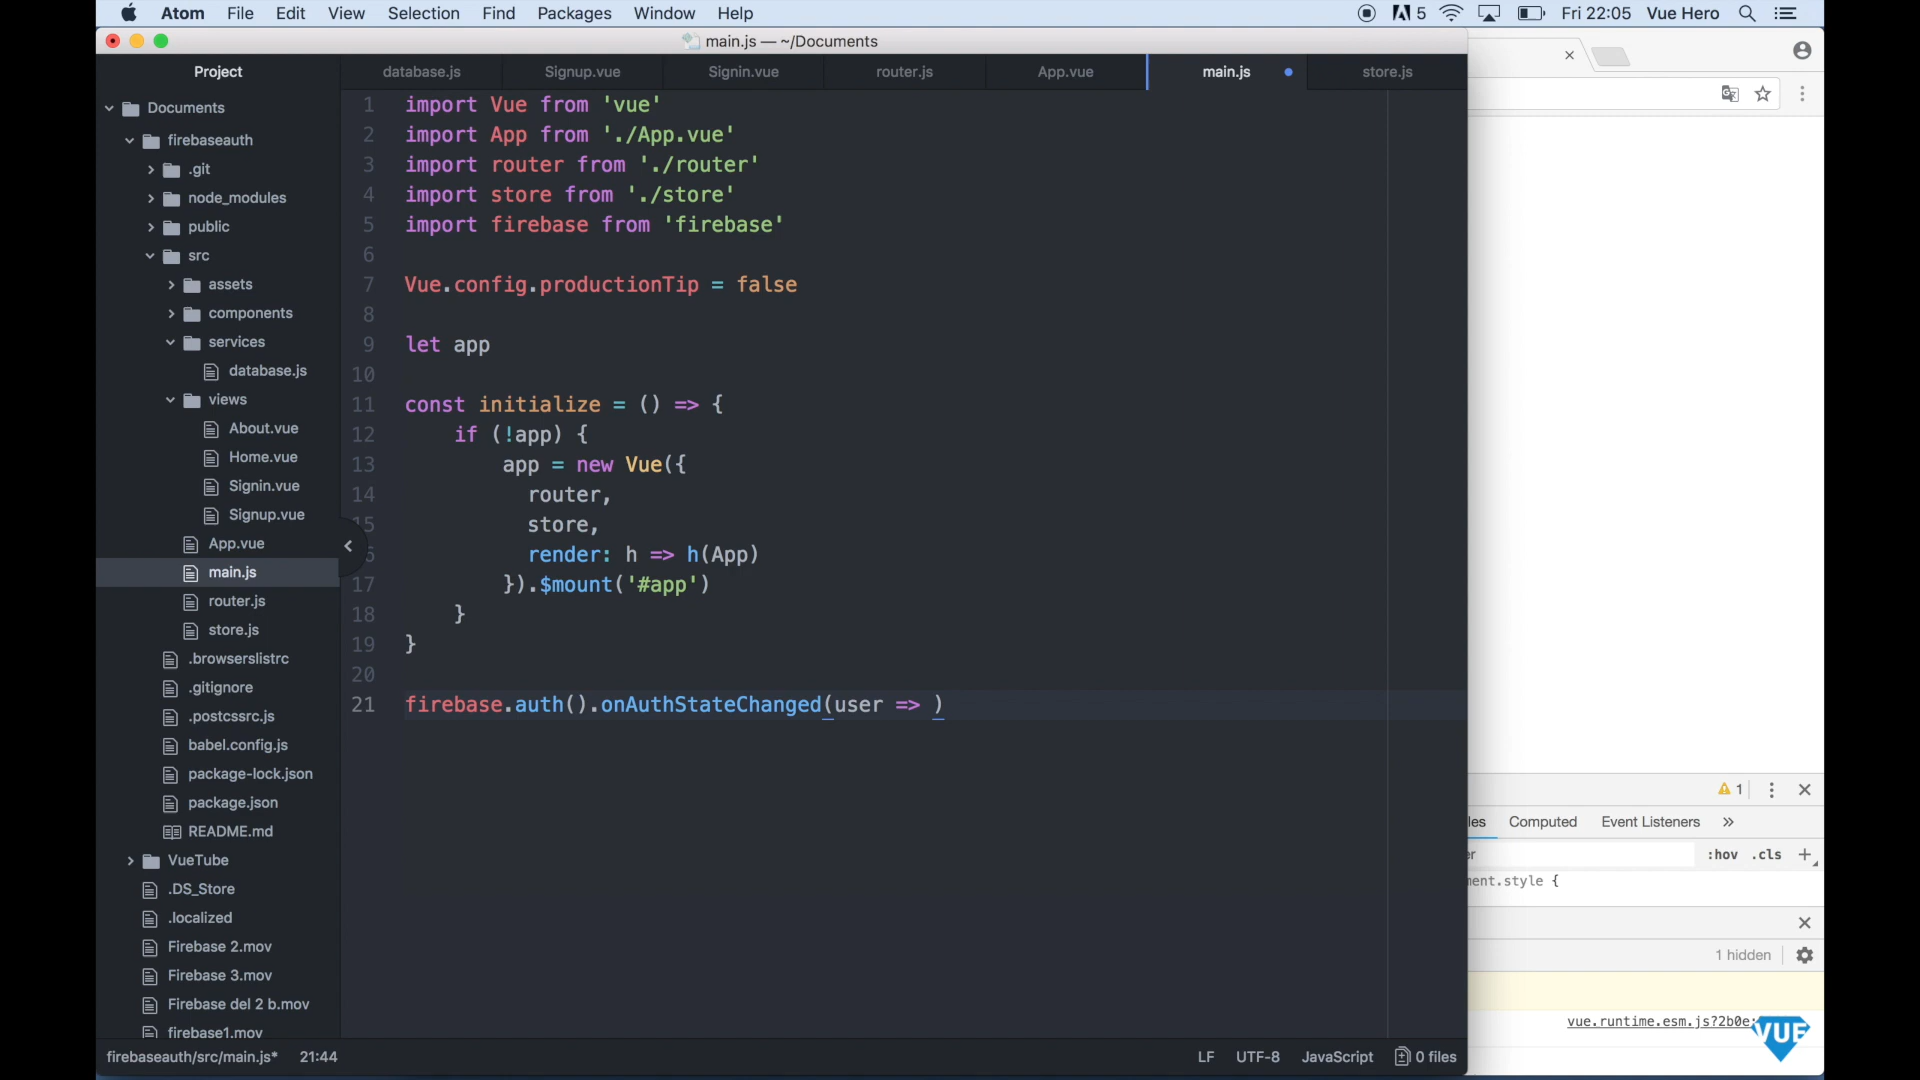 Atom File Edit View Selection Find Packages Window Help 5 Fri 22:05 Vue Hero
main.js — ~/Documents
Project
database.js Signup.vue Signin.vue router.js App.vue main.js store.js
Documents
firebaseauth
.git
node_modules
public
src
assets
components
services
database.js
views
About.vue
Home.vue
Signin.vue
Signup.vue
App.vue
main.js
router.js
store.js
.browserslistrc
.gitignore
.postcssrc.js
babel.config.js
package-lock.json
package.json
README.md
VueTube
.DS_Store
.localized
Firebase 2.mov
Firebase 3.mov
Firebase del 2 b.mov
firebase1.mov
1 import Vue from 'vue'
2 import App from './App.vue'
3 import router from './router'
4 import store from './store'
5 import firebase from 'firebase'
6
7 Vue.config.productionTip = false
8
9 let app
10
11 const initialize = () => {
12 if (!app) {
13 app = new Vue({
14 router,
15 store,
6 render: h => h(App)
17 }).$mount('#app')
18 }
19 }
20
21 firebase.auth().onAuthStateChanged(user => )
firebaseauth/src/main.js* 21:44 LF UTF-8 JavaScript 0 files
1
les Computed Event Listeners »
er :hov .cls +
ment.style {
1 hidden
vue.runtime.esm.js?2b0e:
VUE